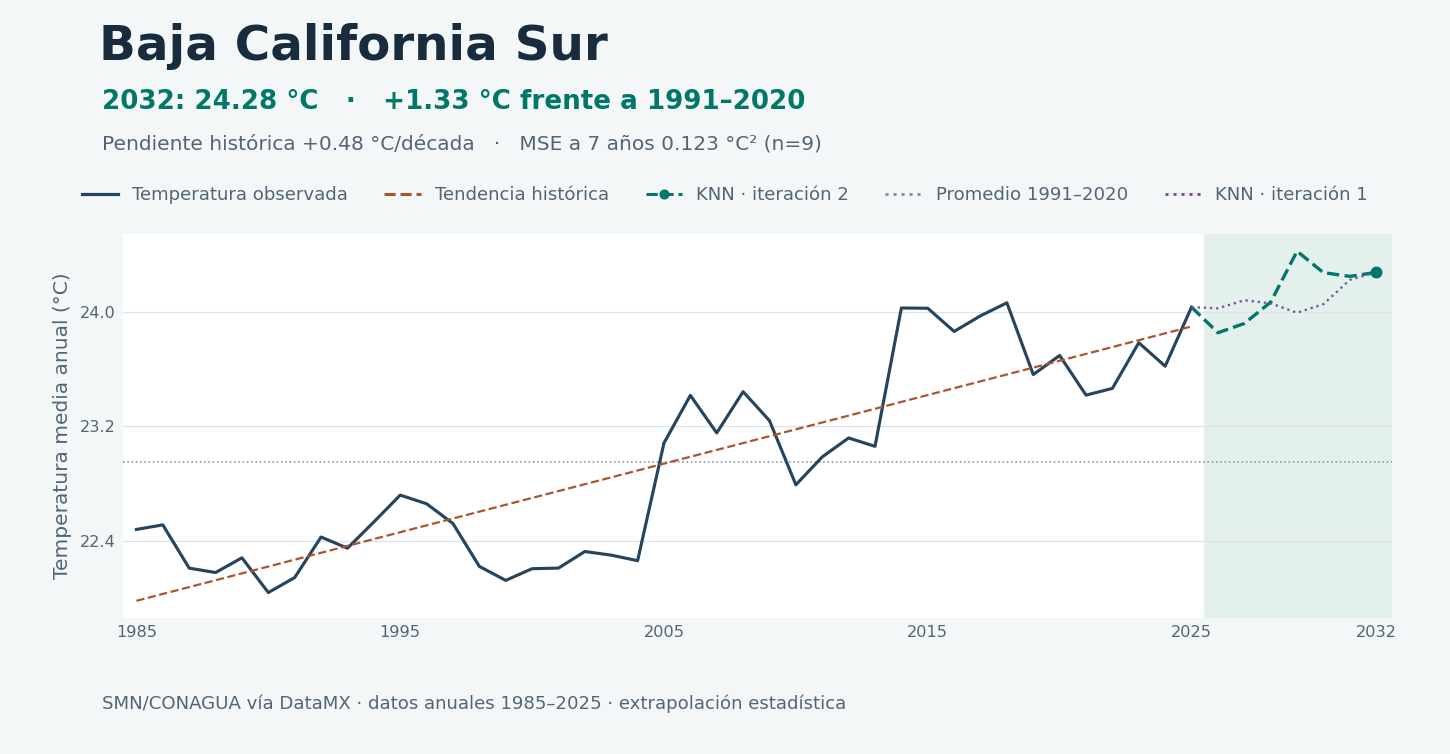 Baja California Sur
2032: 24.28 °C · +1.33 °C frente a 1991–2020
Pendiente histórica +0.48 °C/década · MSE a 7 años 0.123 °C² (n=9)
Temperatura observada Tendencia histórica KNN · iteración 2 Promedio 1991–2020 KNN · iteración 1
Temperatura media anual (°C)
24.0
23.2
22.4
1985 1995 2005 2015 2025 2032
SMN/CONAGUA vía DataMX · datos anuales 1985–2025 · extrapolación estadística